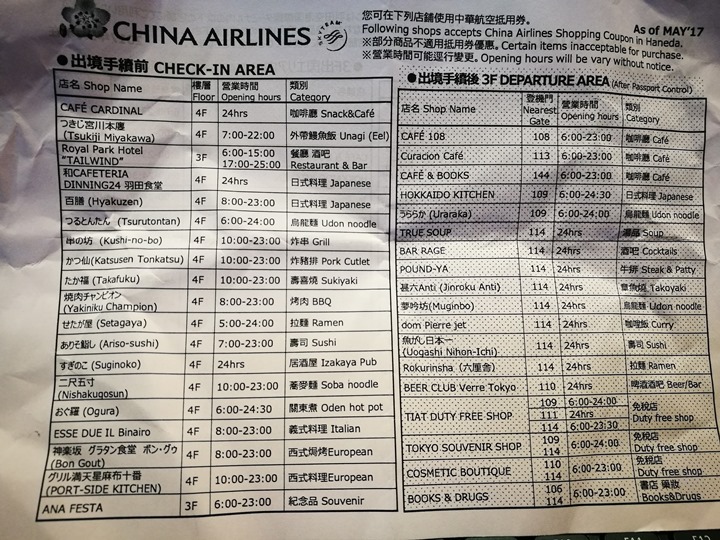 CHINA AIRLINES SKYTEAM
您可在下列店舖使用中華航空抵用券。
Following shops accepts China Airlines Shopping Coupon in Haneda.
As of MAY'17
※部分商品不適用抵用券優惠。Certain items inacceptable for purchase.
※營業時間可能逕行變更。Opening hours will be vary without notice.
●出境手續前 CHECK-IN AREA
店名 Shop Name 樓層 Floor 營業時間 Opening hours 類別 Category
CAFÉ CARDINAL 4F 24hrs 咖啡廳 Snack&Café
つきじ宮川本廛 (Tsukiji Miyakawa) 4F 7:00-22:00 外帶鰻魚飯 Unagi (Eel)
Royal Park Hotel "TAILWIND" 3F 6:00-15:00 17:00-25:00 餐廳 酒吧 Restaurant & Bar
和CAFETERIA DINNING24 羽田食堂 4F 24hrs 日式料理 Japanese
百膳 (Hyakuzen) 4F 8:00-23:00 日式料理 Japanese
つるとんたん (Tsurutontan) 4F 6:00-24:00 烏龍麵 Udon noodle
串の坊 (Kushi-no-bo) 4F 10:00-23:00 炸串 Grill
かつ仙(Katsusen Tonkatsu) 4F 10:00-23:00 炸豬排 Pork Cutlet
たか福 (Takafuku) 4F 10:00-23:00 壽喜燒 Sukiyaki
焼肉チャンピオン (Yakiniku Champion) 4F 8:00-23:00 烤肉 BBQ
せたが屋 (Setagaya) 4F 5:00-24:00 拉麵 Ramen
ありそ鮨し (Ariso-sushi) 4F 7:00-23:00 壽司 Sushi
すぎのこ (Suginoko) 4F 24hrs 居酒屋 Izakaya Pub
二尺五寸 (Nishakugosun) 4F 10:00-23:00 蕎麥麵 Soba noodle
おぐ羅 (Ogura) 4F 6:00-24:30 關東煮 Oden hot pot
ESSE DUE IL Binairo 4F 8:00-23:00 義式料理 Italian
神楽坂 グラタン食堂 ボン・グゥ (Bon Gout) 4F 8:00-23:00 西式焗烤European
グリル満天星麻布十番 (PORT-SIDE KITCHEN) 4F 10:00-23:00 西式料理European
ANA FESTA 3F 6:00-23:00 紀念品 Souvenir
●出境手續後 3F DEPARTURE AREA (After Passport Control)
店名 Shop Name 登機門 Nearest Gate 營業時間 Opening hours 類別 Category
CAFÉ 108 108 6:00-23:00 咖啡廳 Café
Curacion Café 113 6:00-23:00 咖啡廳 Café
CAFÉ & BOOKS 144 6:00-23:00 咖啡廳 Café
HOKKAIDO KITCHEN 109 6:00-24:30 日式料理 Japanese
うららか (Uraraka) 109 6:00-24:00 烏龍麵 Udon noodle
TRUE SOUP 114 24hrs 湯品 Soup
BAR RAGE 114 24hrs 酒吧 Cocktails
POUND-YA 114 24hrs 牛排 Steak & Patty
甚六Anti (Jinroku Anti) 114 24hrs 章魚燒 Takoyaki
夢吟坊(Muginbo) 114 24hrs 烏龍麵 Udon noodle
dom Pierre jet 114 24hrs 咖哩飯 Curry
魚がし日本一 (Uogashi Nihon-Ichi) 114 24hrs 壽司 Sushi
Rokurinsha (六厘舎) 114 24hrs 拉麵 Ramen
BEER CLUB Verre Tokyo 110 24hrs 啤酒酒吧 Beer/Bar
TIAT DUTY FREE SHOP 109 6:00-24:00 111 24hrs 114 6:00-23:30 免稅店 Duty free shop
TOKYO SOUVENIR SHOP 109 114 6:00-24:00 免稅店 Duty free shop
COSMETIC BOUTIQUE 110 114 6:00-23:00 免稅店 Duty free shop
BOOKS & DRUGS 106 114 6:00-23:00 書店 藥妝 Books&Drugs